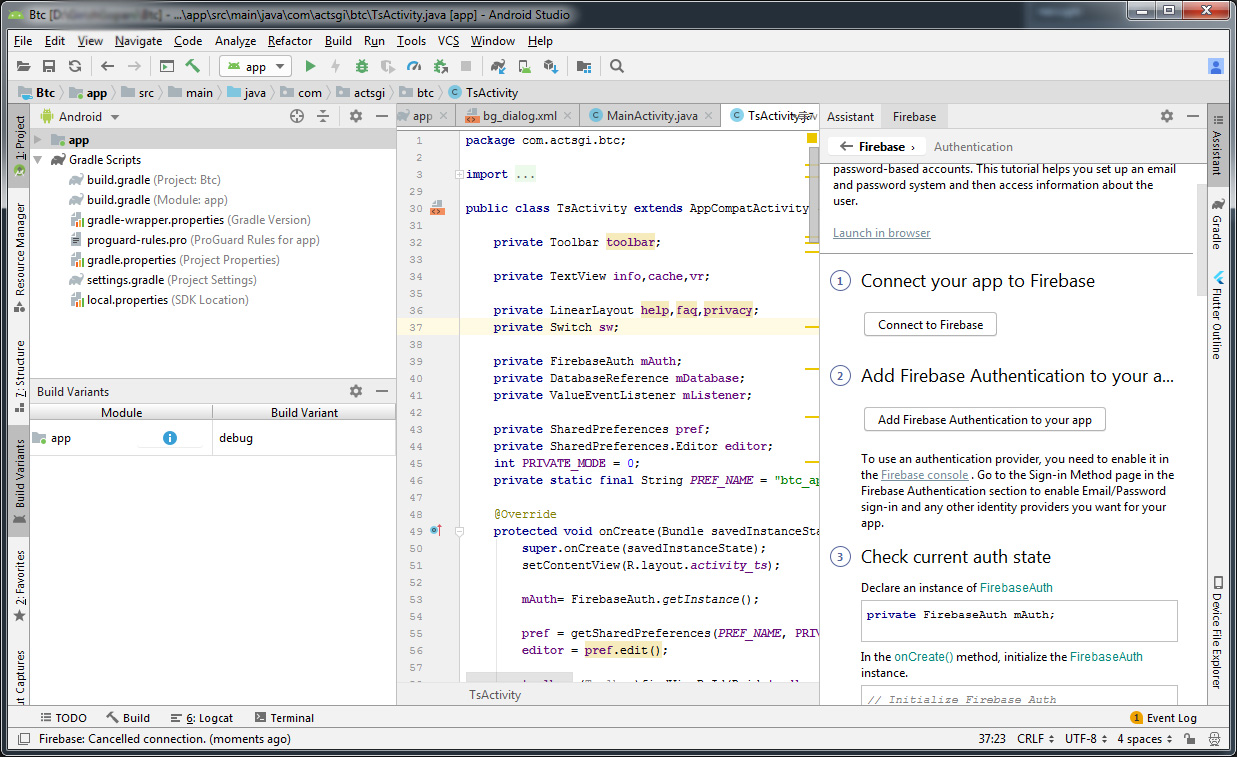 Btc - ...\app\src\main\java\com\actsgi\btc\TsActivity.java [app] - Android Studio
File Edit View Navigate Code Analyze Refactor Build Run Tools VCS Window Help
app
Btc app src main java com actsgi btc TsActivity
1: Project
Resource Manager
7: Structure
Build Variants
2: Favorites
Captures
Android
app
Gradle Scripts
build.gradle (Project: Btc)
build.gradle (Module: app)
gradle-wrapper.properties (Gradle Version)
proguard-rules.pro (ProGuard Rules for app)
gradle.properties (Project Properties)
settings.gradle (Project Settings)
local.properties (SDK Location)
Build Variants
Module Build Variant
app debug
app bg_dialog.xml MainActivity.java TsActivity
1 package com.actsgi.btc;
2
3 import ...
29
30 public class TsActivity extends AppCompatActivity
31
32 private Toolbar toolbar;
33
34 private TextView info,cache,vr;
35
36 private LinearLayout help,faq,privacy;
37 private Switch sw;
38
39 private FirebaseAuth mAuth;
40 private DatabaseReference mDatabase;
41 private ValueEventListener mListener;
42
43 private SharedPreferences pref;
44 private SharedPreferences.Editor editor;
45 int PRIVATE_MODE = 0;
46 private static final String PREF_NAME = "btc_ap
47
48 @Override
49 protected void onCreate(Bundle savedInstanceSta
50 super.onCreate(savedInstanceState);
51 setContentView(R.layout.activity_ts);
52
53 mAuth= FirebaseAuth.getInstance();
54
55 pref = getSharedPreferences(PREF_NAME, PRIV
56 editor = pref.edit();
57
TsActivity
Assistant Firebase
Firebase › Authentication
password-based accounts. This tutorial helps you set up an email
and password system and then access information about the
user.
Launch in browser
1 Connect your app to Firebase
Connect to Firebase
2 Add Firebase Authentication to your a...
Add Firebase Authentication to your app
To use an authentication provider, you need to enable it in
the Firebase console . Go to the Sign-in Method page in the
Firebase Authentication section to enable Email/Password
sign-in and any other identity providers you want for your
app.
3 Check current auth state
Declare an instance of FirebaseAuth
private FirebaseAuth mAuth;
In the onCreate() method, initialize the FirebaseAuth
instance.
// Initialize Firebase Auth
Assistant
Gradle
Flutter Outline
Device File Explorer
TODO Build 6: Logcat Terminal 1 Event Log
Firebase: Cancelled connection. (moments ago) 37:23 CRLF UTF-8 4 spaces